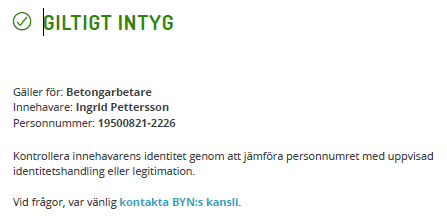 GILTIGT INTYG
Gäller för: Betongarbetare
Innehavare: Ingrid Pettersson
Personnummer: 19500821-2226
Kontrollera innehavarens identitet genom att jämföra personnumret med uppvisad
identitetshandling eller legitimation.
Vid frågor, var vänlig kontakta BYN:s kansli.